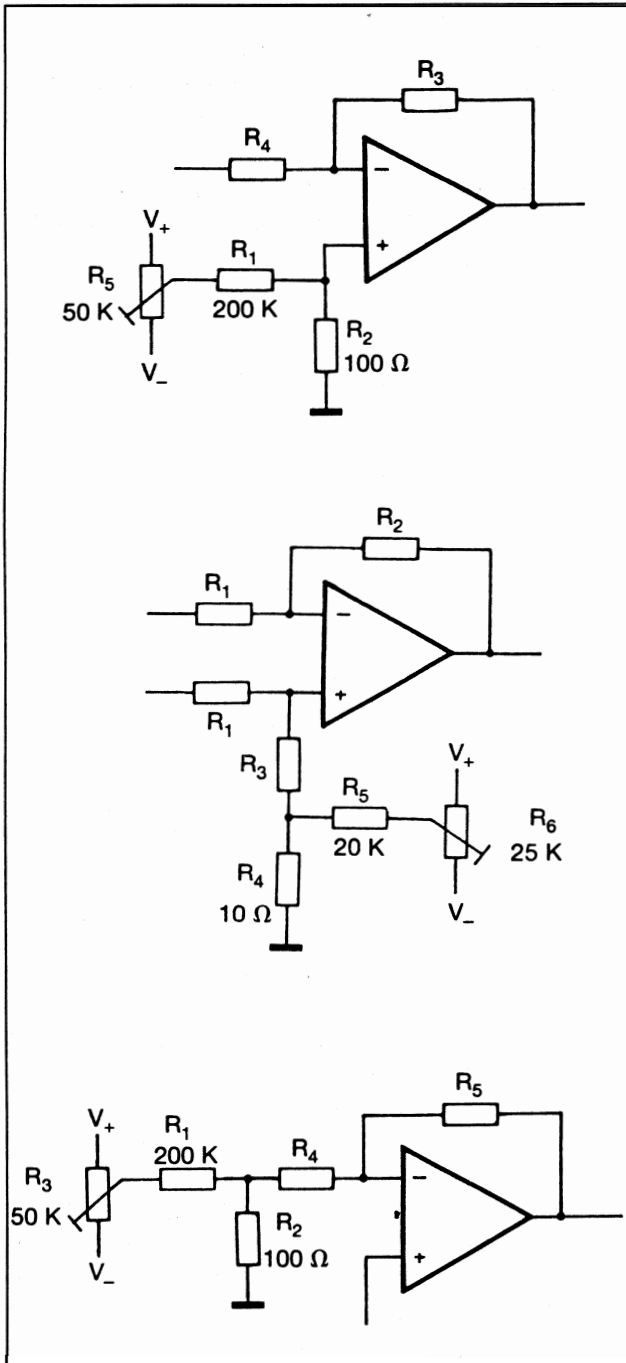 R3
R4
−
V+
+
R5
R1
50 K
200 K
R2
100 Ω
V−
R2
R1
−
+
R1
R3
V+
R5
R6
20 K
25 K
R4
10 Ω
V−
R5
V+
R1
200 K
R4
R3
50 K
−
R2
100 Ω
V−
+